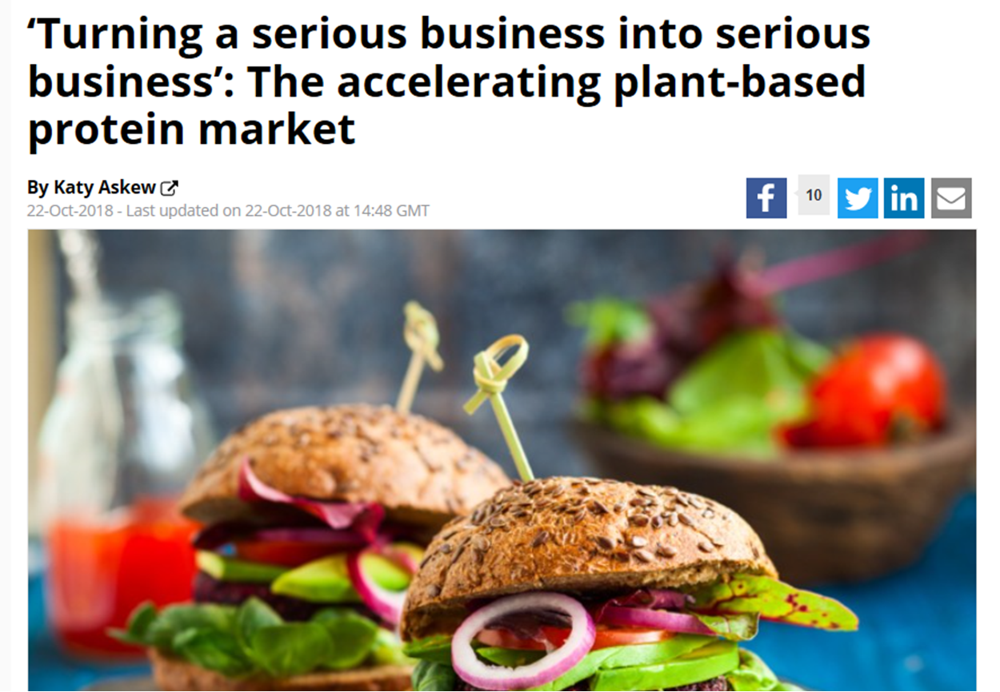 ‘Turning a serious business into serious
business’: The accelerating plant-based
protein market
By Katy Askew
22-Oct-2018 - Last updated on 22-Oct-2018 at 14:48 GMT
f 10 in